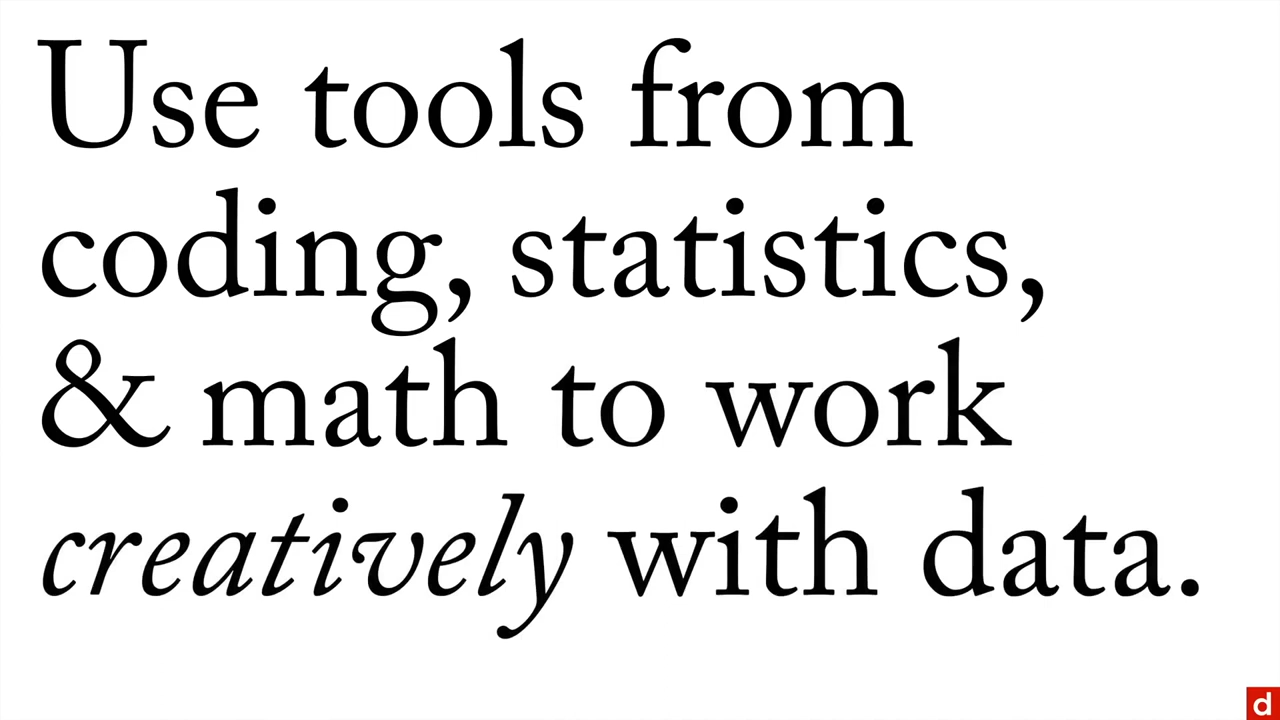 Use tools from
coding, statistics,
& math to work
creatively with data.
d